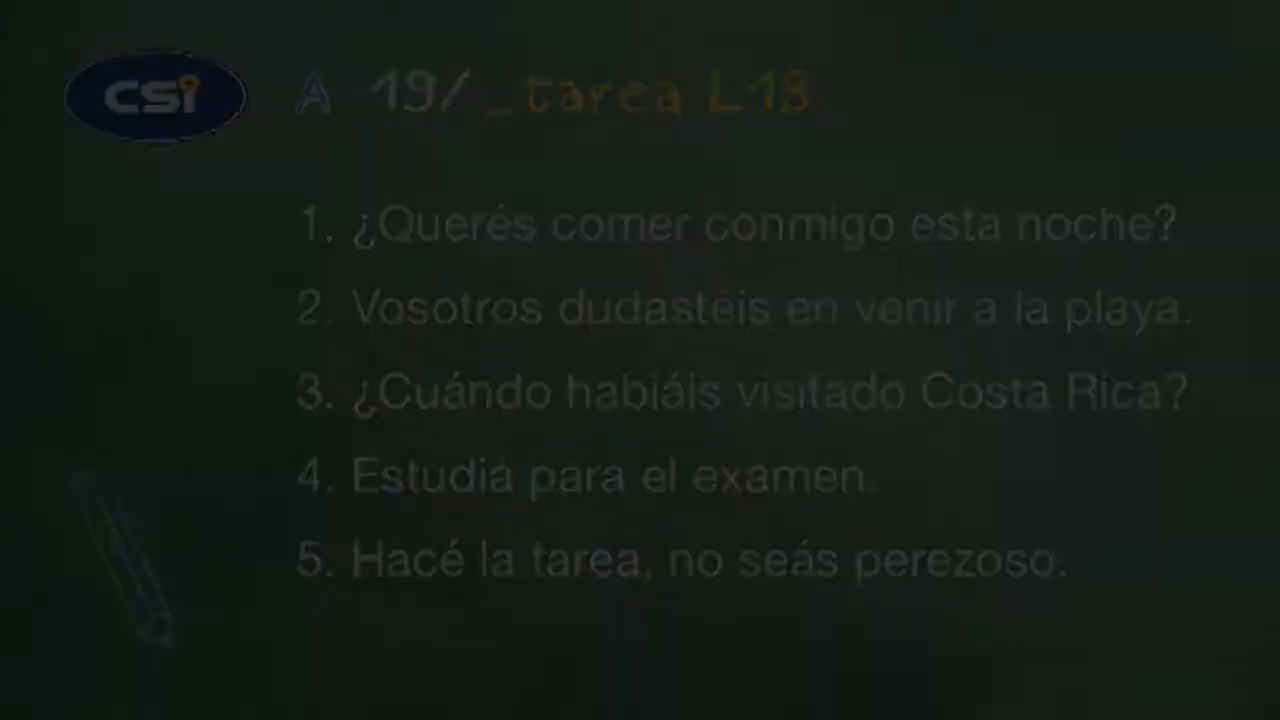 CSi A 19/ _tarea L18
1. ¿Querés comer conmigo esta noche?
2. Vosotros dudastéis en venir a la playa.
3. ¿Cuándo habiáis visitado Costa Rica?
4. Estudia para el examen.
5. Hacé la tarea, no seás perezoso.